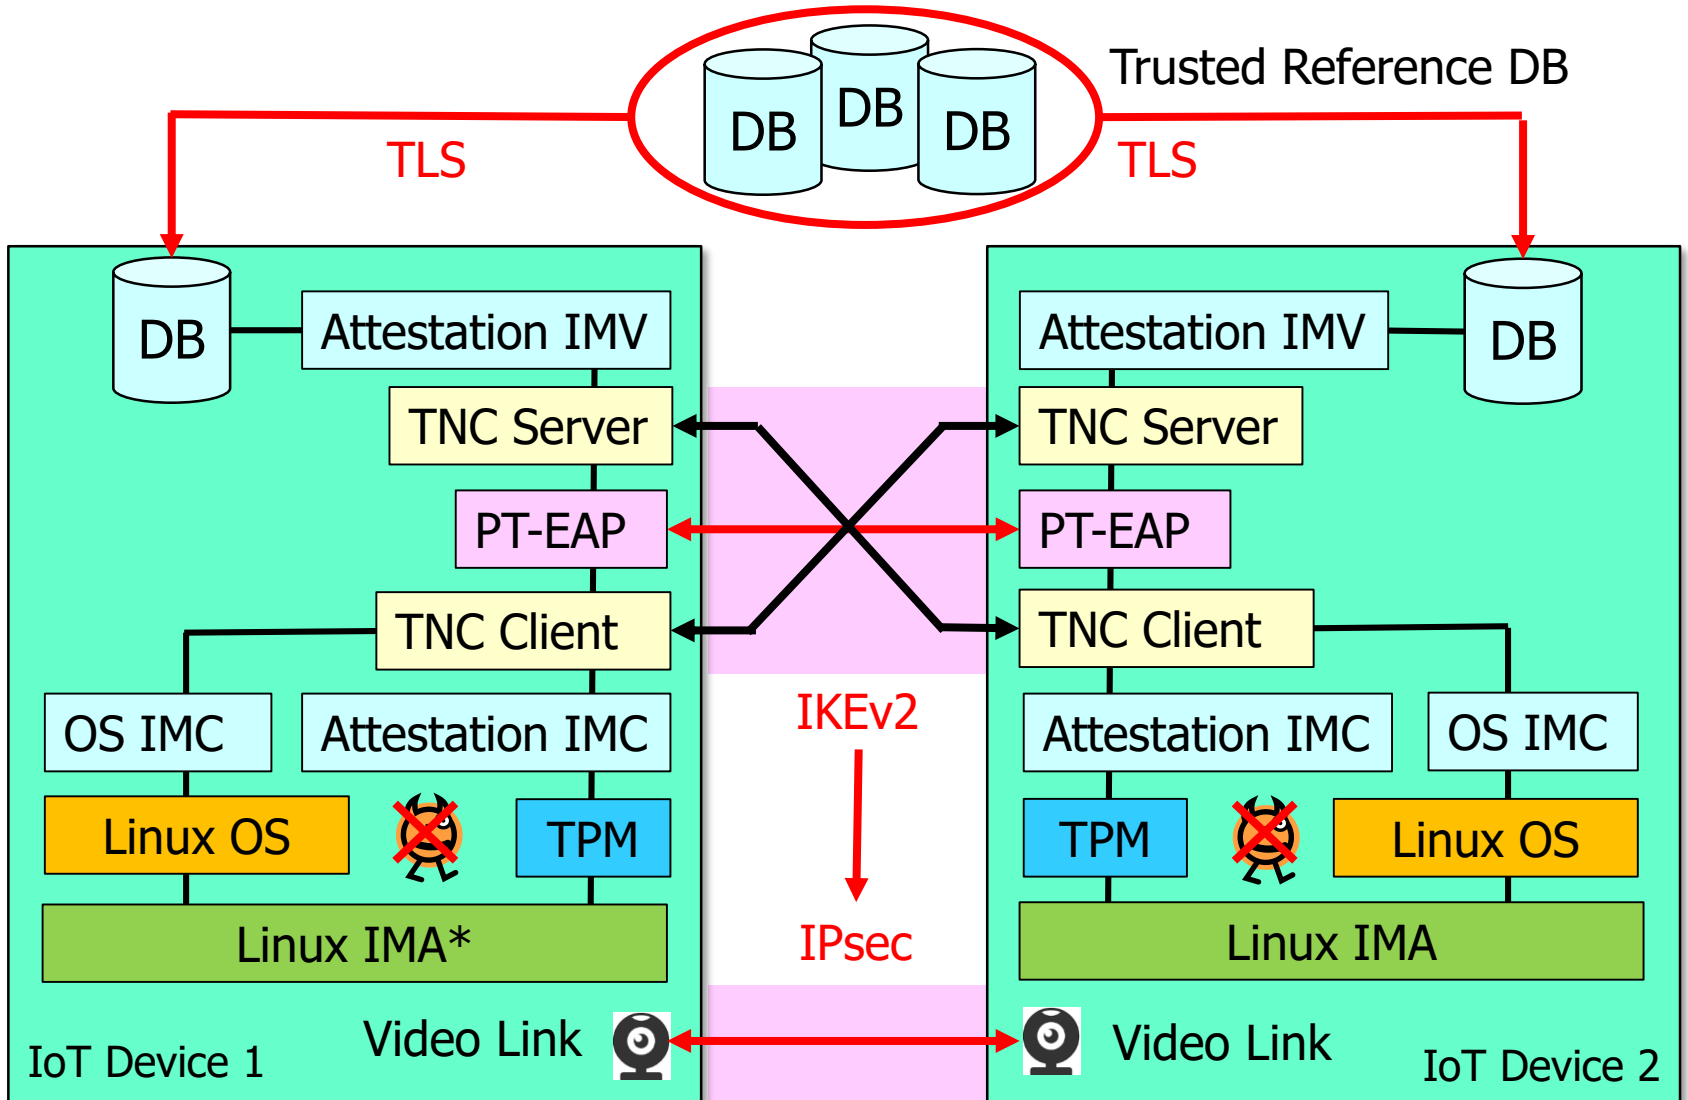 Trusted Reference DB
DB
DB
DB
TLS
TLS
DB
Attestation IMV
TNC Server
PT-EAP
TNC Client
OS IMC
Attestation IMC
Linux OS
TPM
Linux IMA*
Video Link
IoT Device 1
IKEv2
IPsec
Attestation IMV
DB
TNC Server
PT-EAP
TNC Client
Attestation IMC
OS IMC
TPM
Linux OS
Linux IMA
Video Link
IoT Device 2